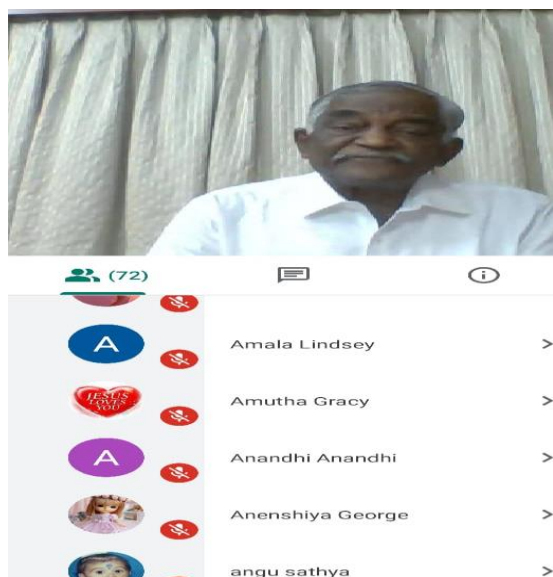 (72)
A
Amala Lindsey
JESUS
LOVES
YOU
Amutha Gracy
A
Anandhi Anandhi
Anenshiya George
angu sathya